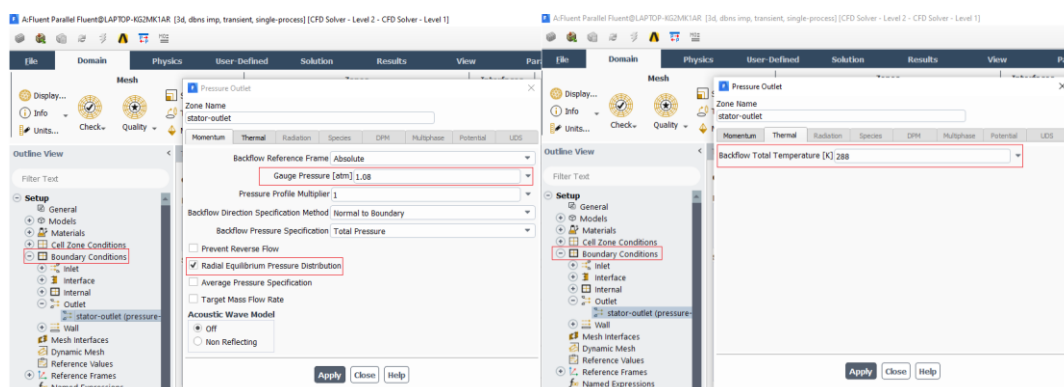 A:Fluent Parallel Fluent@LAPTOP-KG2MK1AR [3d, dbns imp, transient, single-process] [CFD Solver - Level 2 - CFD Solver - Level 1]
File Domain Physics User-Defined Solution Results View Par
Mesh
Display...
Info
Units...
Check
Quality
Outline View
Filter Text
Setup
General
Models
Materials
Cell Zone Conditions
Boundary Conditions
Inlet
Interface
Internal
Outlet
stator-outlet (pressure-
Wall
Mesh Interfaces
Dynamic Mesh
Reference Values
Reference Frames
Named Expressions
Pressure Outlet
Zone Name
stator-outlet
Momentum Thermal Radiation Species DPM Multiphase Potential UDS
Backflow Reference Frame Absolute
Gauge Pressure [atm] 1.08
Pressure Profile Multiplier 1
Backflow Direction Specification Method Normal to Boundary
Backflow Pressure Specification Total Pressure
Prevent Reverse Flow
Radial Equilibrium Pressure Distribution
Average Pressure Specification
Target Mass Flow Rate
Acoustic Wave Model
Off
Non Reflecting
Apply Close Help
A:Fluent Parallel Fluent@LAPTOP-KG2MK1AR [3d, dbns imp, transient, single-process] [CFD Solver - Level 2 - CFD Solver - Level 1]
File Domain Physics User-Defined Solution Results View
Mesh
Display...
Info
Units...
Check
Quality
Outline View
Filter Text
Setup
General
Models
Materials
Cell Zone Conditions
Boundary Conditions
Inlet
Interface
Internal
Outlet
stator-outlet (pressure-
Wall
Mesh Interfaces
Dynamic Mesh
Reference Values
Reference Frames
Named Expressions
Pressure Outlet
Zone Name
stator-outlet
Momentum Thermal Radiation Species DPM Multiphase Potential UDS
Backflow Total Temperature [K] 288
Apply Close Help